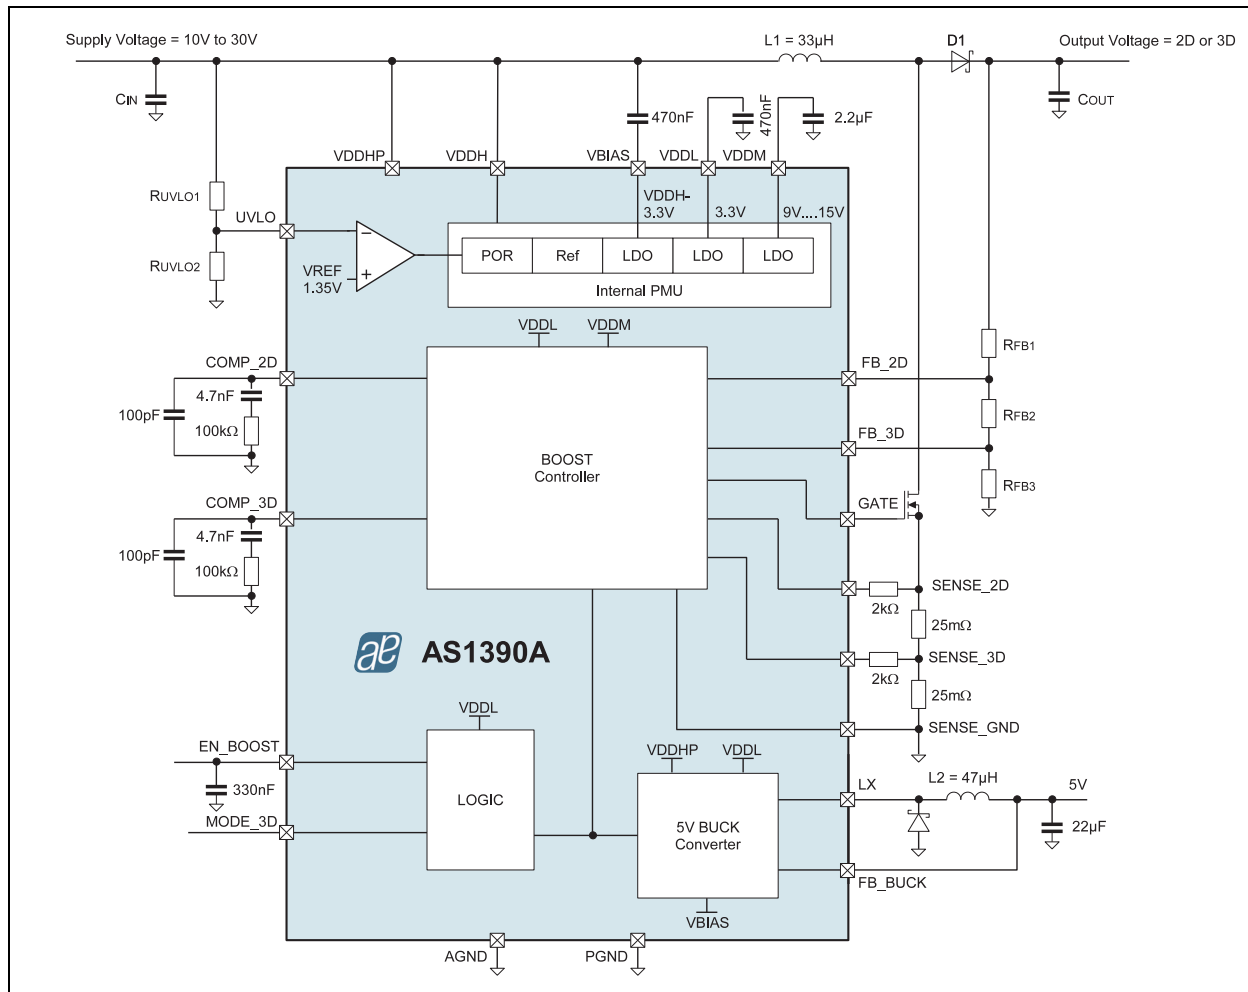 Supply Voltage = 10V to 30V
L1 = 33µH
D1
Output Voltage = 2D or 3D
CIN
470nF
470nF
2.2µF
COUT
VDDHP
VDDH
VBIAS
VDDL
VDDM
RUVLO1
UVLO
RUVLO2
VDDH-
3.3V
3.3V
9V....15V
VREF
1.35V
POR
Ref
LDO
LDO
LDO
Internal PMU
VDDL
VDDM
COMP_2D
4.7nF
100pF
100kΩ
BOOST
Controller
FB_2D
RFB1
RFB2
FB_3D
RFB3
GATE
COMP_3D
4.7nF
100pF
100kΩ
SENSE_2D
2kΩ
25mΩ
SENSE_3D
2kΩ
25mΩ
SENSE_GND
ae AS1390A
EN_BOOST
330nF
MODE_3D
VDDL
LOGIC
VDDHP
VDDL
5V BUCK
Converter
VBIAS
LX
L2 = 47µH
5V
22µF
FB_BUCK
AGND
PGND